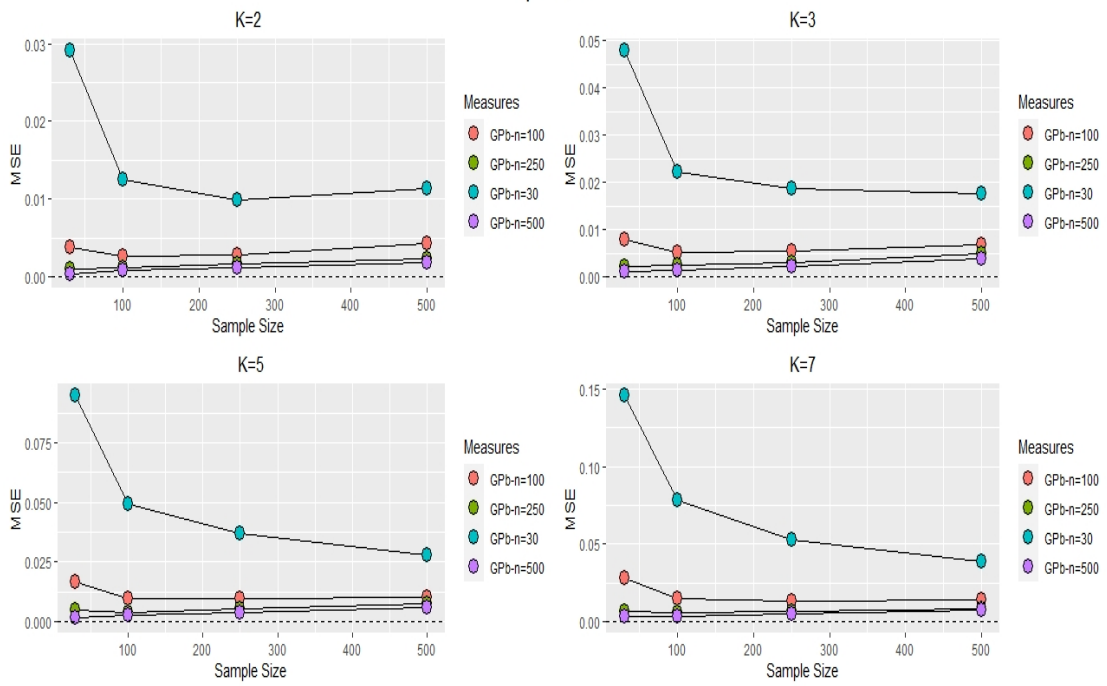 K=2
MSE
0.03
0.02
0.01
0.00
100
200
300
400
500
Sample Size
Measures
GPb-n=100
GPb-n=250
GPb-n=30
GPb-n=500
K=3
MSE
0.05
0.04
0.03
0.02
0.01
0.00
100
200
300
400
500
Sample Size
Measures
GPb-n=100
GPb-n=250
GPb-n=30
GPb-n=500
K=5
MSE
0.075
0.050
0.025
0.000
100
200
300
400
500
Sample Size
Measures
GPb-n=100
GPb-n=250
GPb-n=30
GPb-n=500
K=7
MSE
0.15
0.10
0.05
0.00
100
200
300
400
500
Sample Size
Measures
GPb-n=100
GPb-n=250
GPb-n=30
GPb-n=500